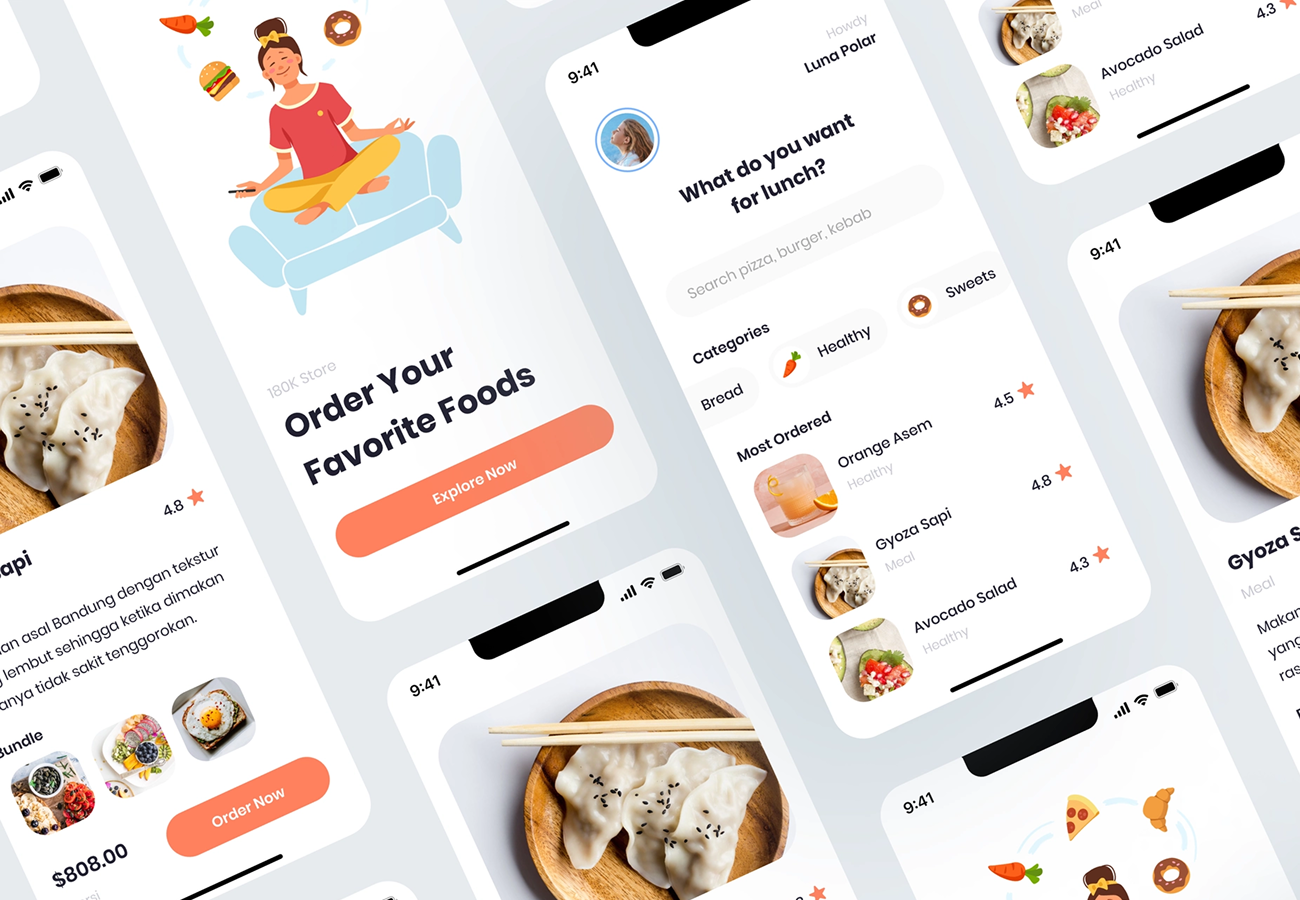 180K Store
Order Your
Favorite Foods
Explore Now
4.8
api
an asal Bandung dengan tekstur
lembut sehingga ketika dimakan
anya tidak sakit tenggorokan.
Bundle
Order Now
$808.00
9:41
9:41
Howdy
Luna Polar
What do you want
for lunch?
Search pizza, burger, kebab
Categories
Bread
Healthy
Sweets
Most Ordered
Orange Asem
Healthy
4.5
Gyoza Sapi
Meal
4.8
Avocado Salad
Healthy
4.3
Meal
4.3
Avocado Salad
Healthy
9:41
Gyoza S
Meal
Makan
yang
ras
9:41